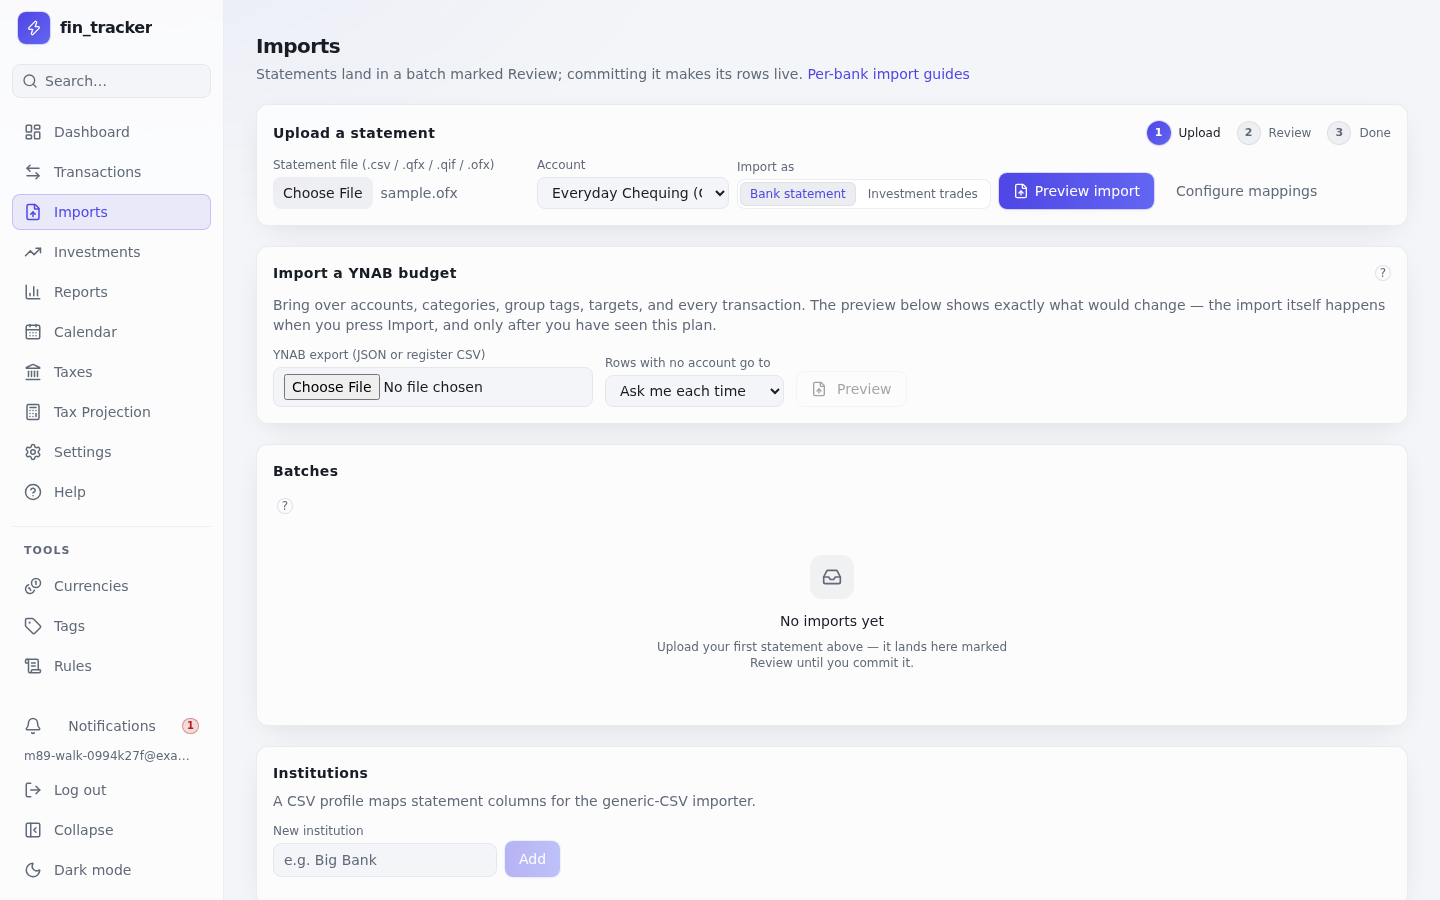 fin_tracker
Search...
Dashboard
Transactions
Imports
Investments
Reports
Calendar
Taxes
Tax Projection
Settings
Help
TOOLS
Currencies
Tags
Rules
Notifications 1
m89-walk-0994k27f@exa...
Log out
Collapse
Dark mode
Imports
Statements land in a batch marked Review; committing it makes its rows live. Per-bank import guides
Upload a statement
1 Upload 2 Review 3 Done
Statement file (.csv / .qfx / .qif / .ofx)
Choose File sample.ofx
Account
Everyday Chequing (
Import as
Bank statement Investment trades
Preview import
Configure mappings
Import a YNAB budget
?
Bring over accounts, categories, group tags, targets, and every transaction. The preview below shows exactly what would change — the import itself happens
when you press Import, and only after you have seen this plan.
YNAB export (JSON or register CSV)
Choose File No file chosen
Rows with no account go to
Ask me each time
Preview
Batches
?
No imports yet
Upload your first statement above — it lands here marked
Review until you commit it.
Institutions
A CSV profile maps statement columns for the generic-CSV importer.
New institution
e.g. Big Bank
Add